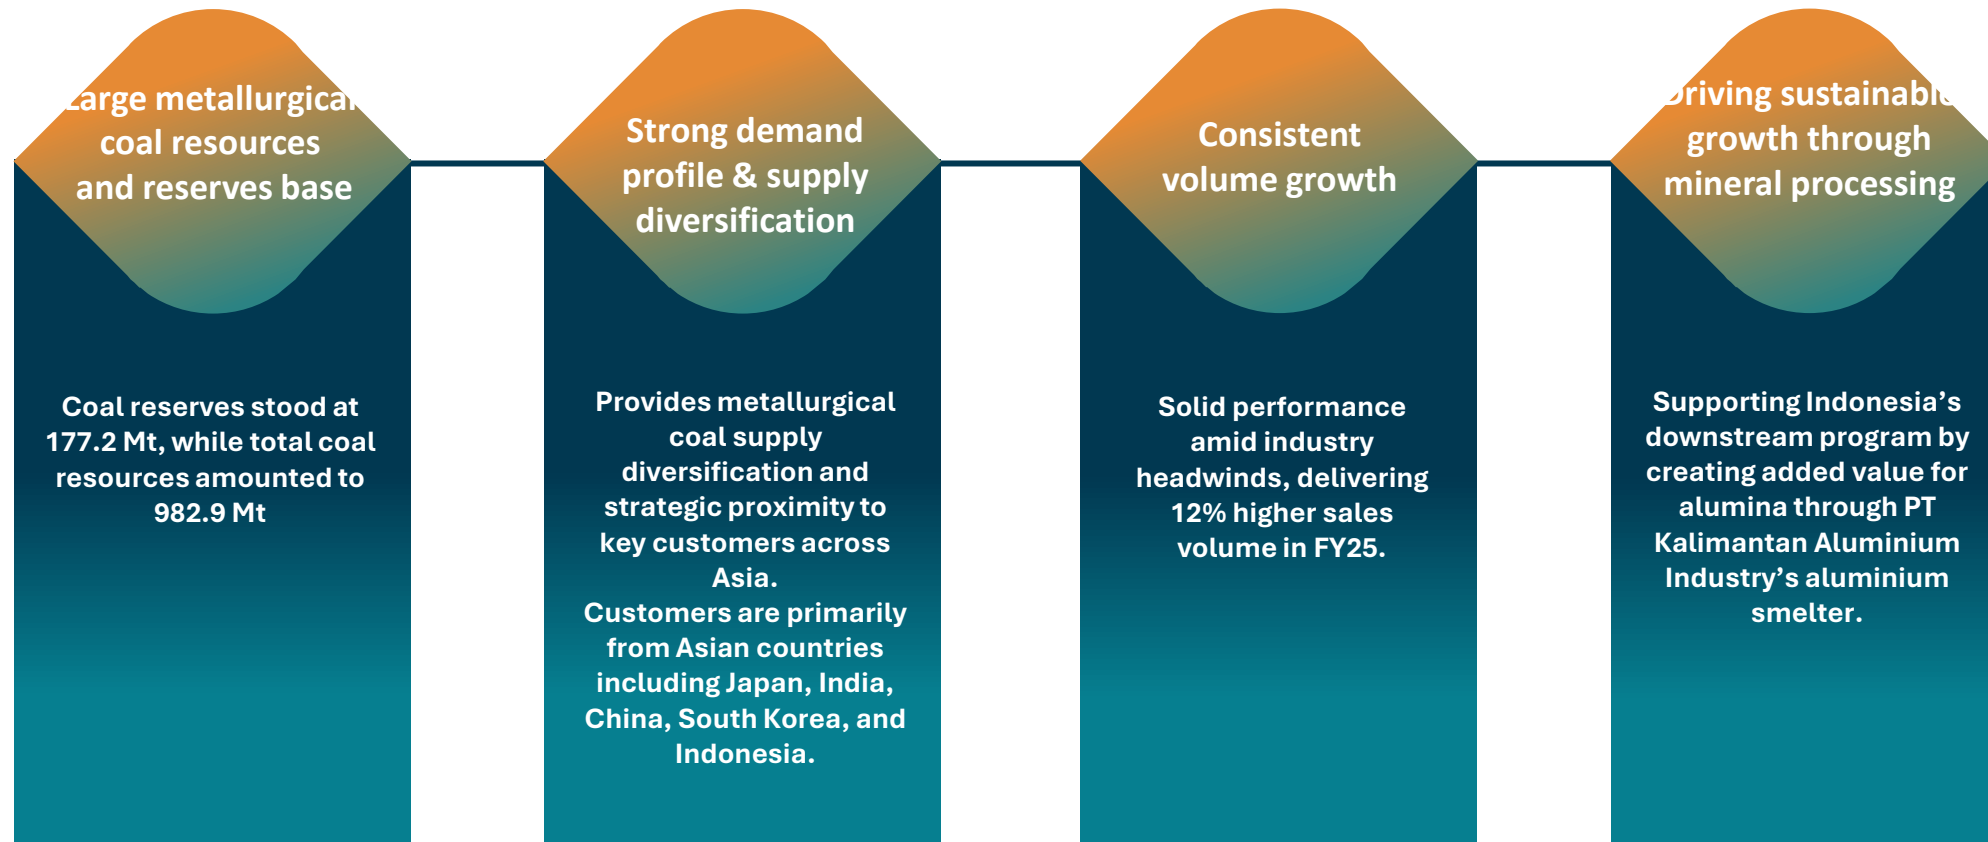 Large metallurgical
coal resources
and reserves base
Coal reserves stood at
177.2 Mt, while total coal
resources amounted to
982.9 Mt
Strong demand
profile & supply
diversification
Provides metallurgical
coal supply
diversification and
strategic proximity to
key customers across
Asia.
Customers are primarily
from Asian countries
including Japan, India,
China, South Korea, and
Indonesia.
Consistent
volume growth
Solid performance
amid industry
headwinds, delivering
12% higher sales
volume in FY25.
Driving sustainable
growth through
mineral processing
Supporting Indonesia’s
downstream program by
creating added value for
alumina through PT
Kalimantan Aluminium
Industry’s aluminium
smelter.